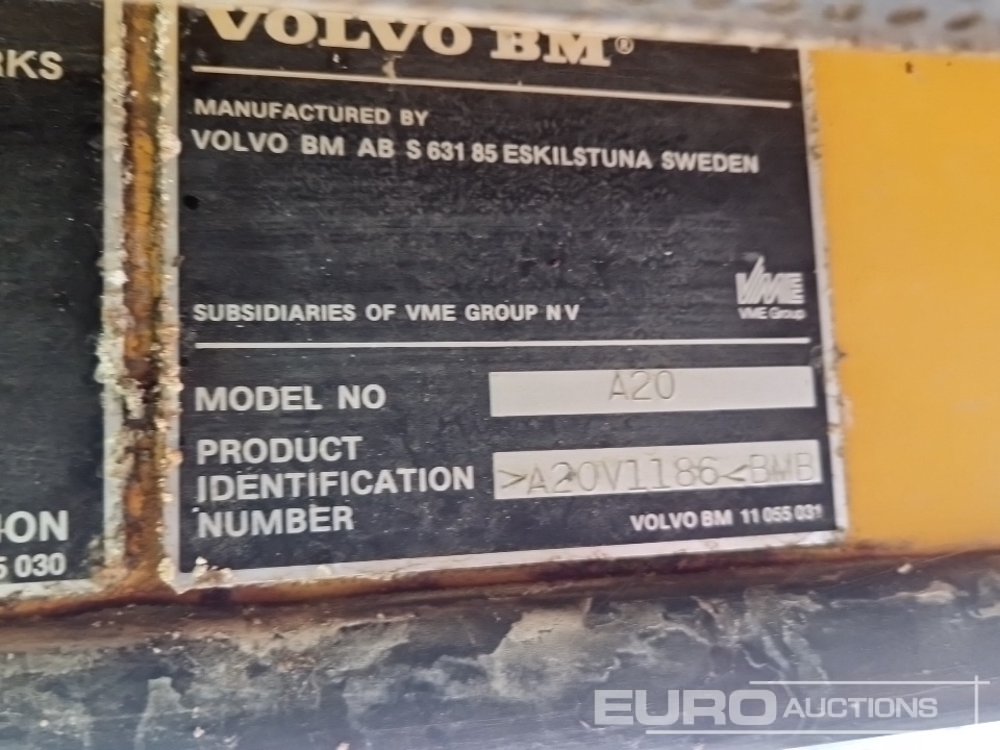 RKS
VOLVO BM®
MANUFACTURED BY
VOLVO BM AB S 631 85 ESKILSTUNA SWEDEN
SUBSIDIARIES OF VME GROUP N V
VME
VME Group
MODEL NO A20
PRODUCT
IDENTIFICATION
NUMBER
>A20V1186<BMB
VOLVO BM 11 055 031
ION
5 030
EURO AUCTIONS